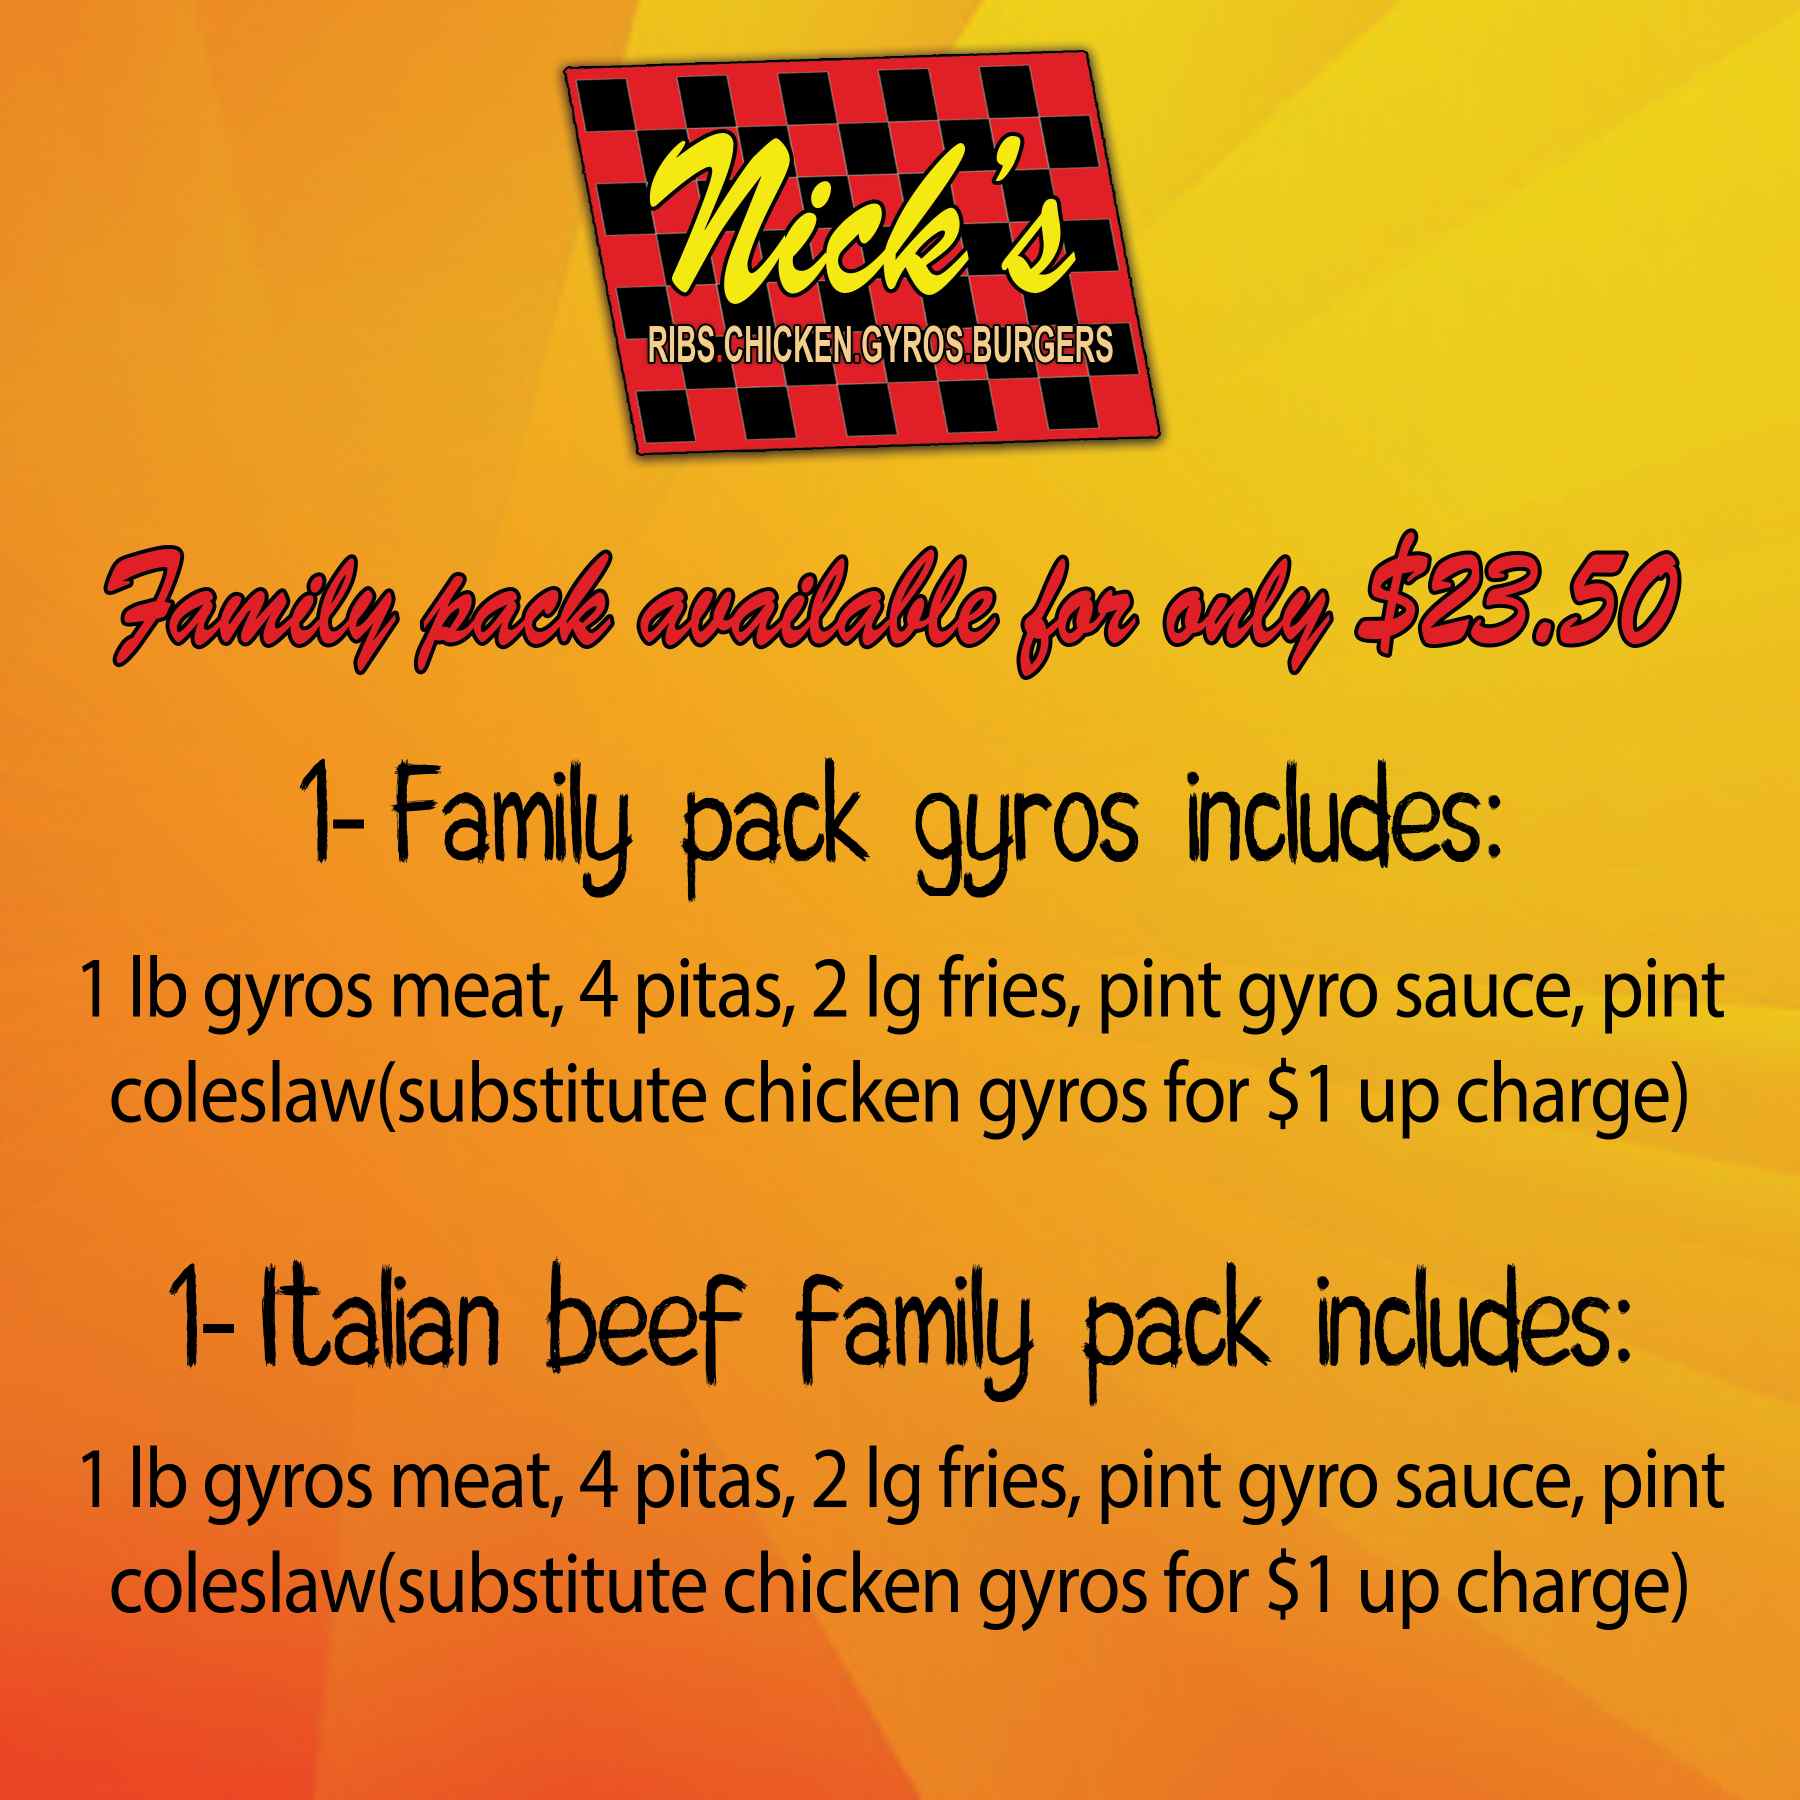 Nick's
RIBS.CHICKEN.GYROS.BURGERS
Family pack available for only $23.50
1- Family pack gyros includes:
1 lb gyros meat, 4 pitas, 2 lg fries, pint gyro sauce, pint
coleslaw(substitute chicken gyros for $1 up charge)
1- Italian beef family pack includes:
1 lb gyros meat, 4 pitas, 2 lg fries, pint gyro sauce, pint
coleslaw(substitute chicken gyros for $1 up charge)